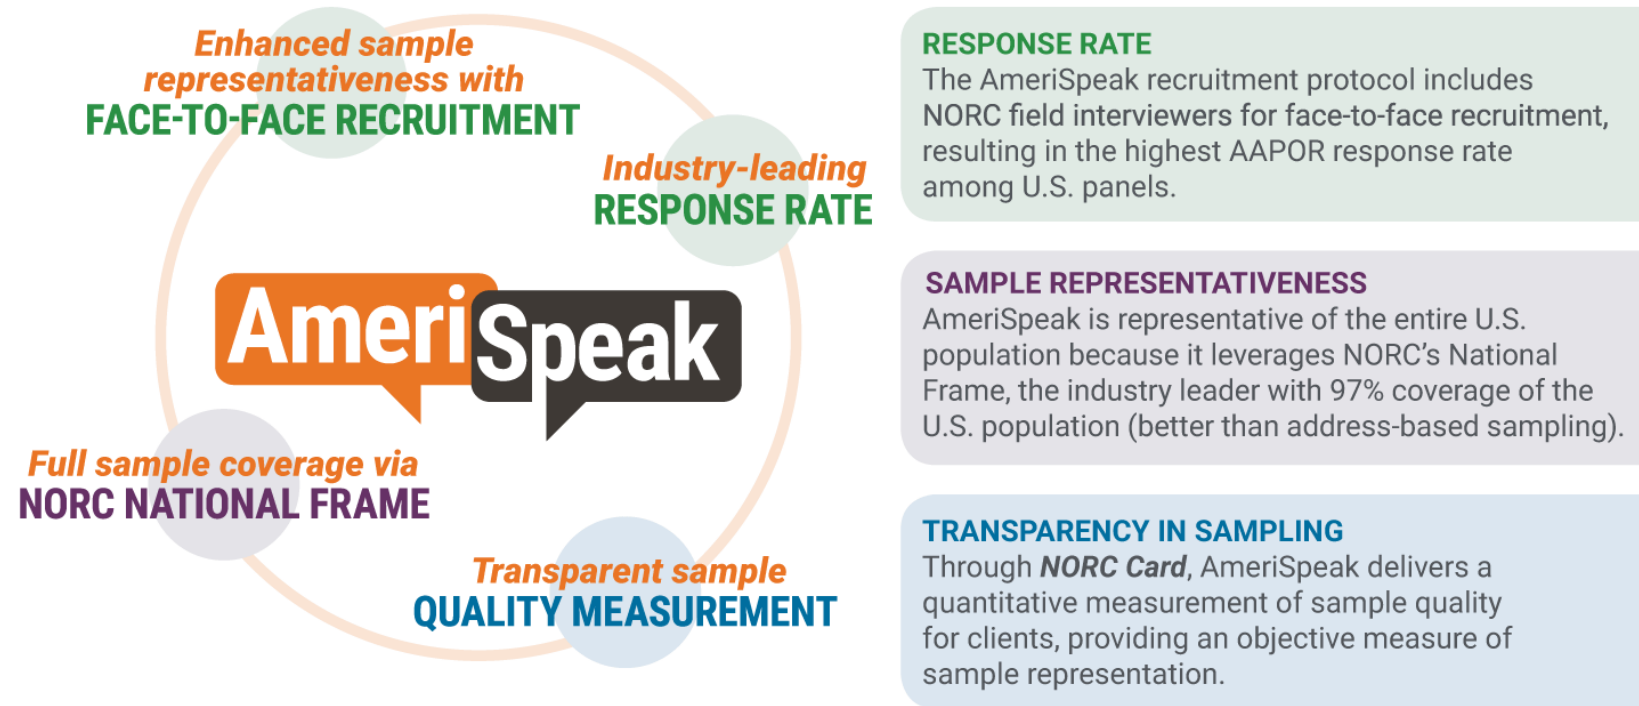 Enhanced sample
representativeness with
FACE-TO-FACE RECRUITMENT
Industry-leading
RESPONSE RATE
AmeriSpeak
Full sample coverage via
NORC NATIONAL FRAME
Transparent sample
QUALITY MEASUREMENT
RESPONSE RATE
The AmeriSpeak recruitment protocol includes
NORC field interviewers for face-to-face recruitment,
resulting in the highest AAPOR response rate
among U.S. panels.
SAMPLE REPRESENTATIVENESS
AmeriSpeak is representative of the entire U.S.
population because it leverages NORC’s National
Frame, the industry leader with 97% coverage of the
U.S. population (better than address-based sampling).
TRANSPARENCY IN SAMPLING
Through NORC Card, AmeriSpeak delivers a
quantitative measurement of sample quality
for clients, providing an objective measure of
sample representation.